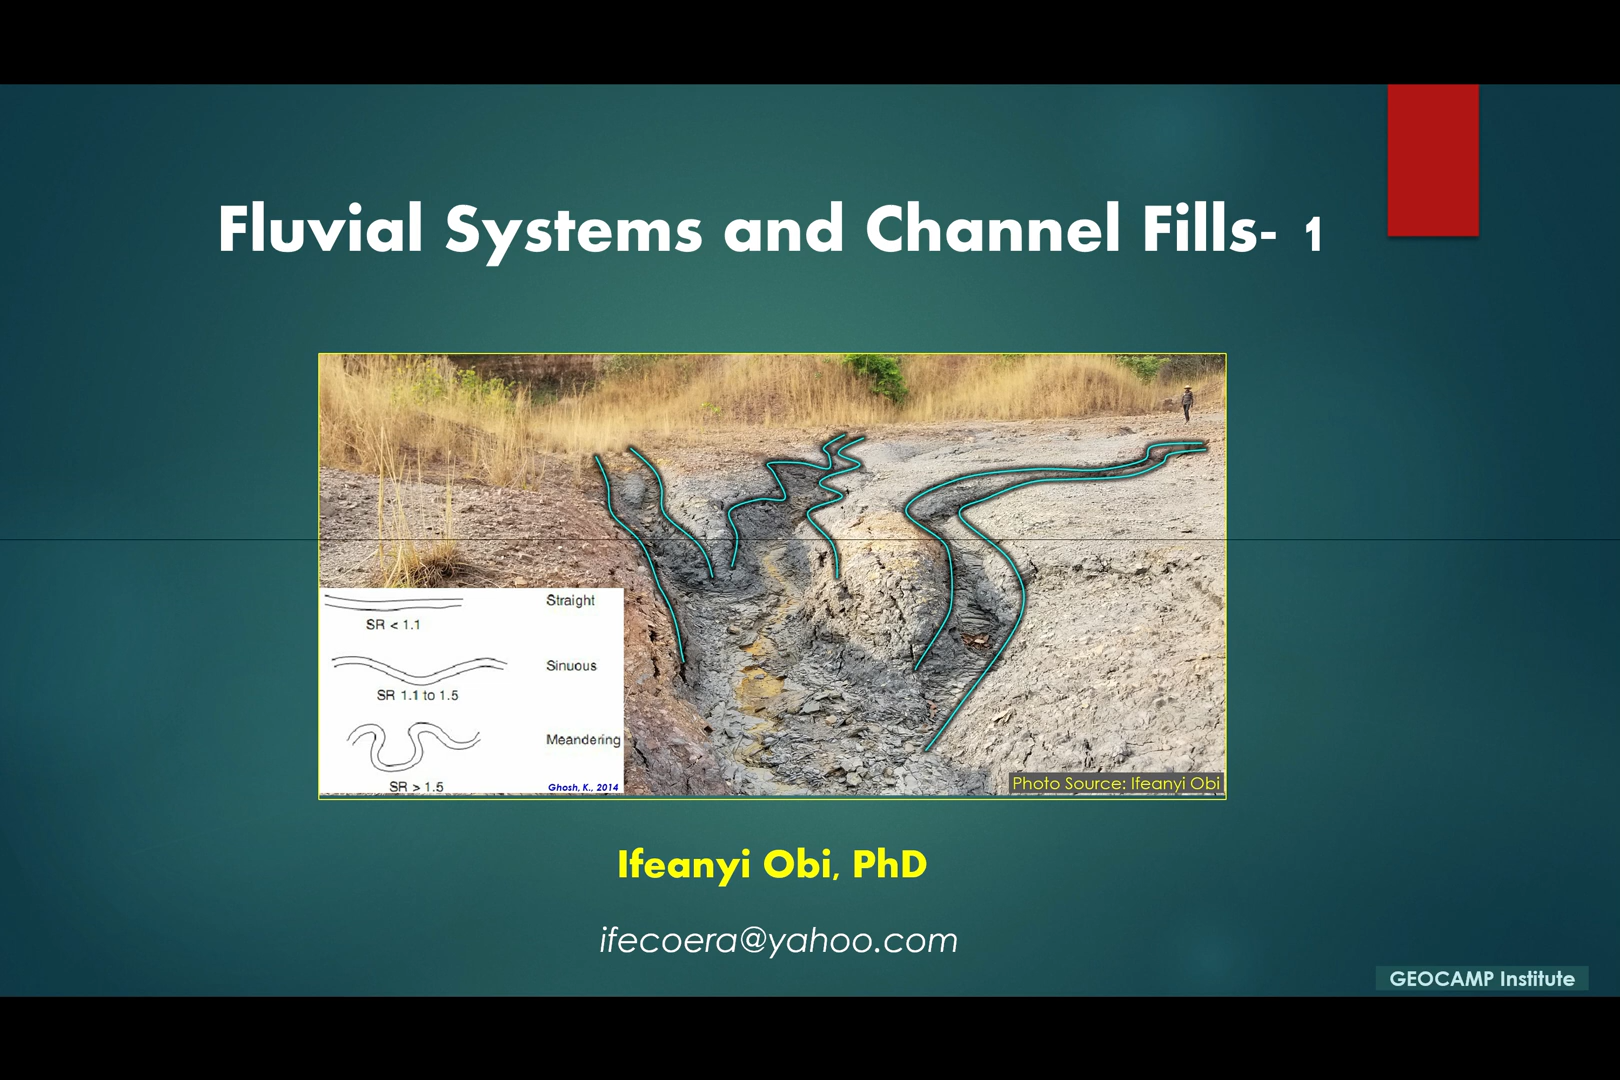 Fluvial Systems and Channel Fills- 1
Straight
SR < 1.1
Sinuous
SR 1.1 to 1.5
Meandering
SR > 1.5
Ghosh, K., 2014
Photo Source: Ifeanyi Obi
Ifeanyi Obi, PhD
ifecoera@yahoo.com
GEOCAMP Institute